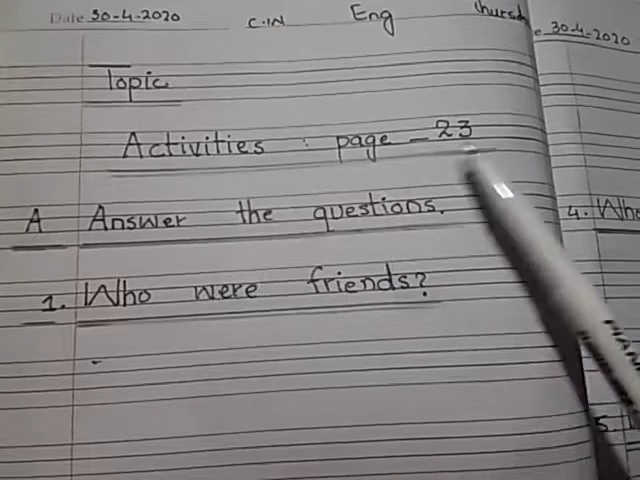 Date 30-4-2020 C.W Eng
Topic
Activities : page - 23
A Answer the questions.
1. Who were friends?
30-4-2020
4. Who
5.